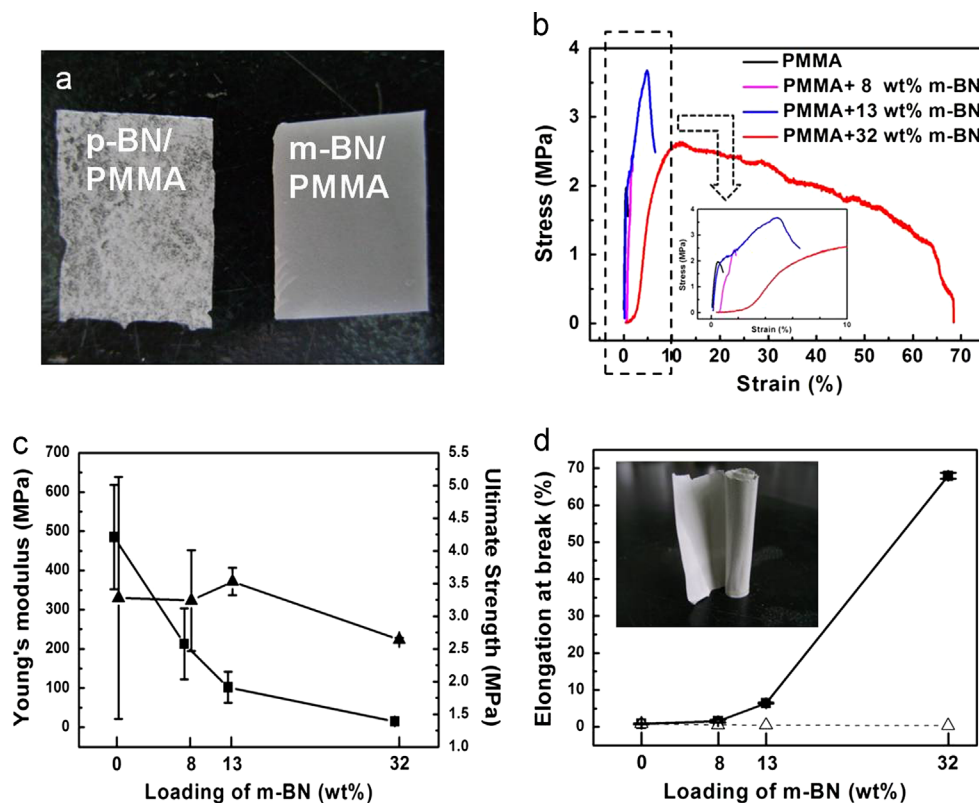 a
p-BN/
PMMA
m-BN/
PMMA
b
4
3
2
1
0
Stress (MPa)
PMMA
PMMA+ 8 wt% m-BN
PMMA+13 wt% m-BN
PMMA+32 wt% m-BN
4
3
2
1
0
Stress (MPa)
0 10
Strain (%)
0 10 20 30 40 50 60 70
Strain (%)
c
700
600
500
400
300
200
100
0
Young's modulus (MPa)
5.5
5.0
4.5
4.0
3.5
3.0
2.5
2.0
1.5
1.0
Ultimate Strength (MPa)
0 8 13 32
Loading of m-BN (wt%)
d
70
60
50
40
30
20
10
0
Elongation at break (%)
0 8 13 32
Loading of m-BN (wt%)